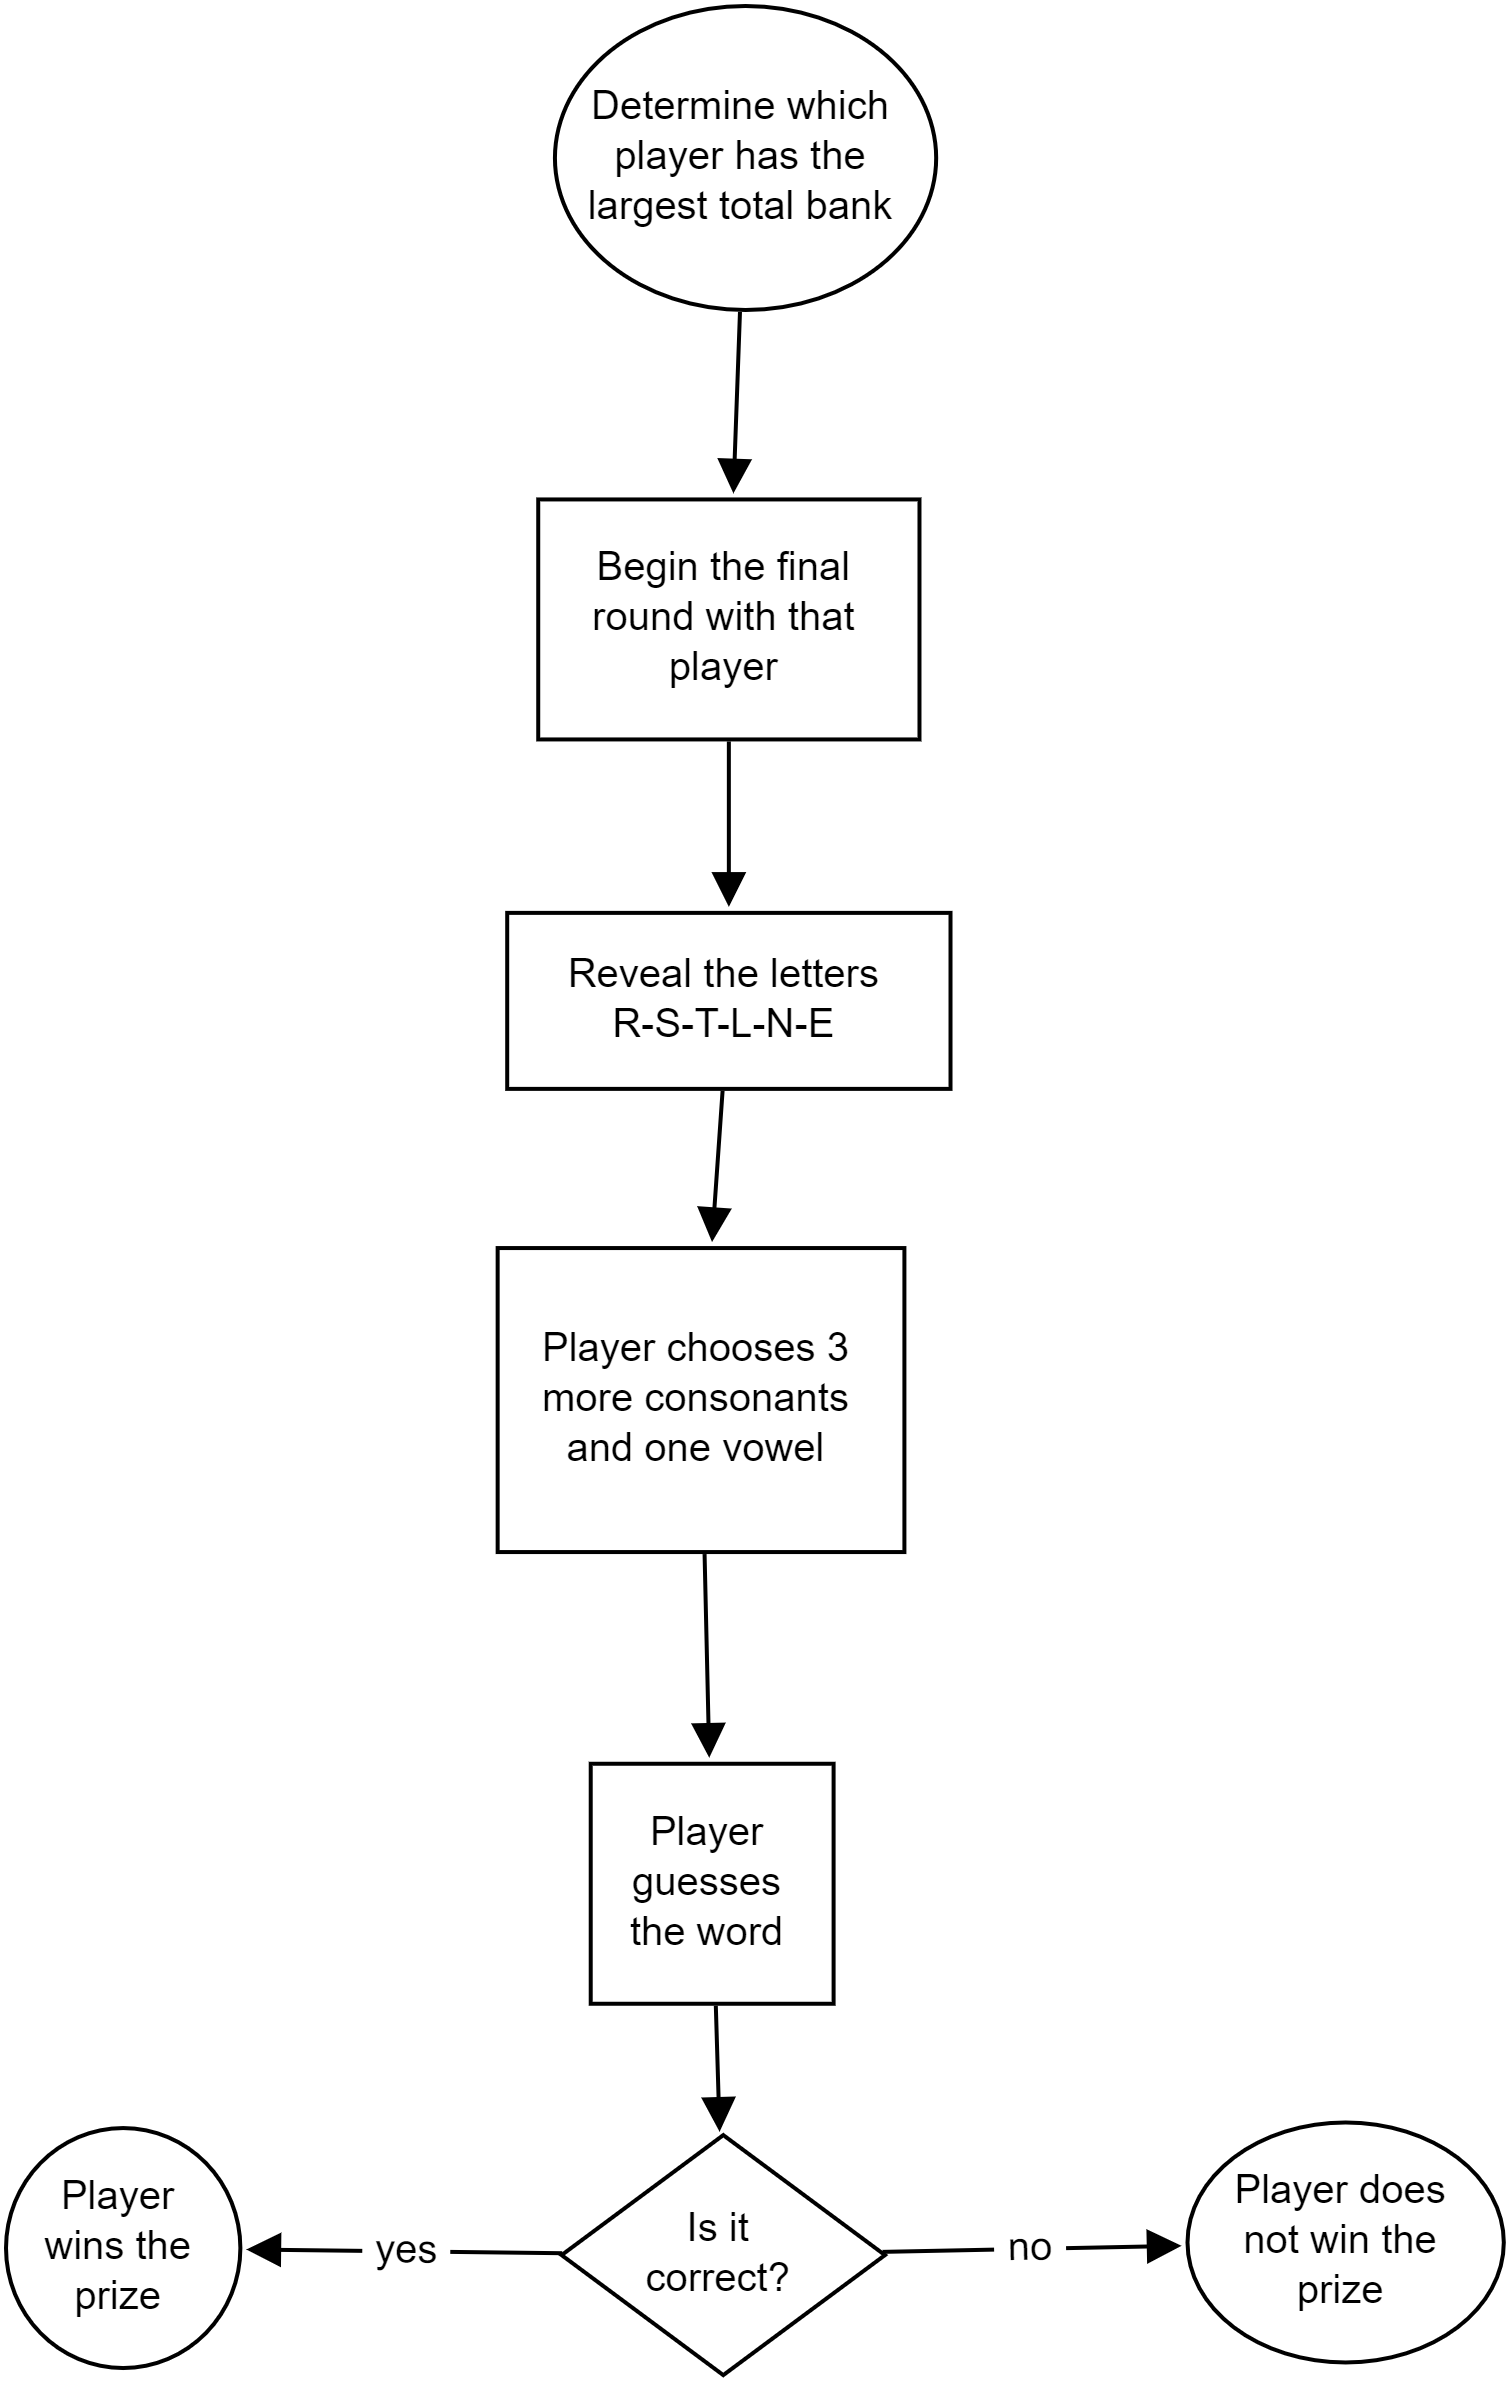 Determine which
player has the
largest total bank
Begin the final
round with that
player
Reveal the letters
R-S-T-L-N-E
Player chooses 3
more consonants
and one vowel
Player
guesses
the word
Is it
correct?
yes
Player
wins the
prize
no
Player does
not win the
prize